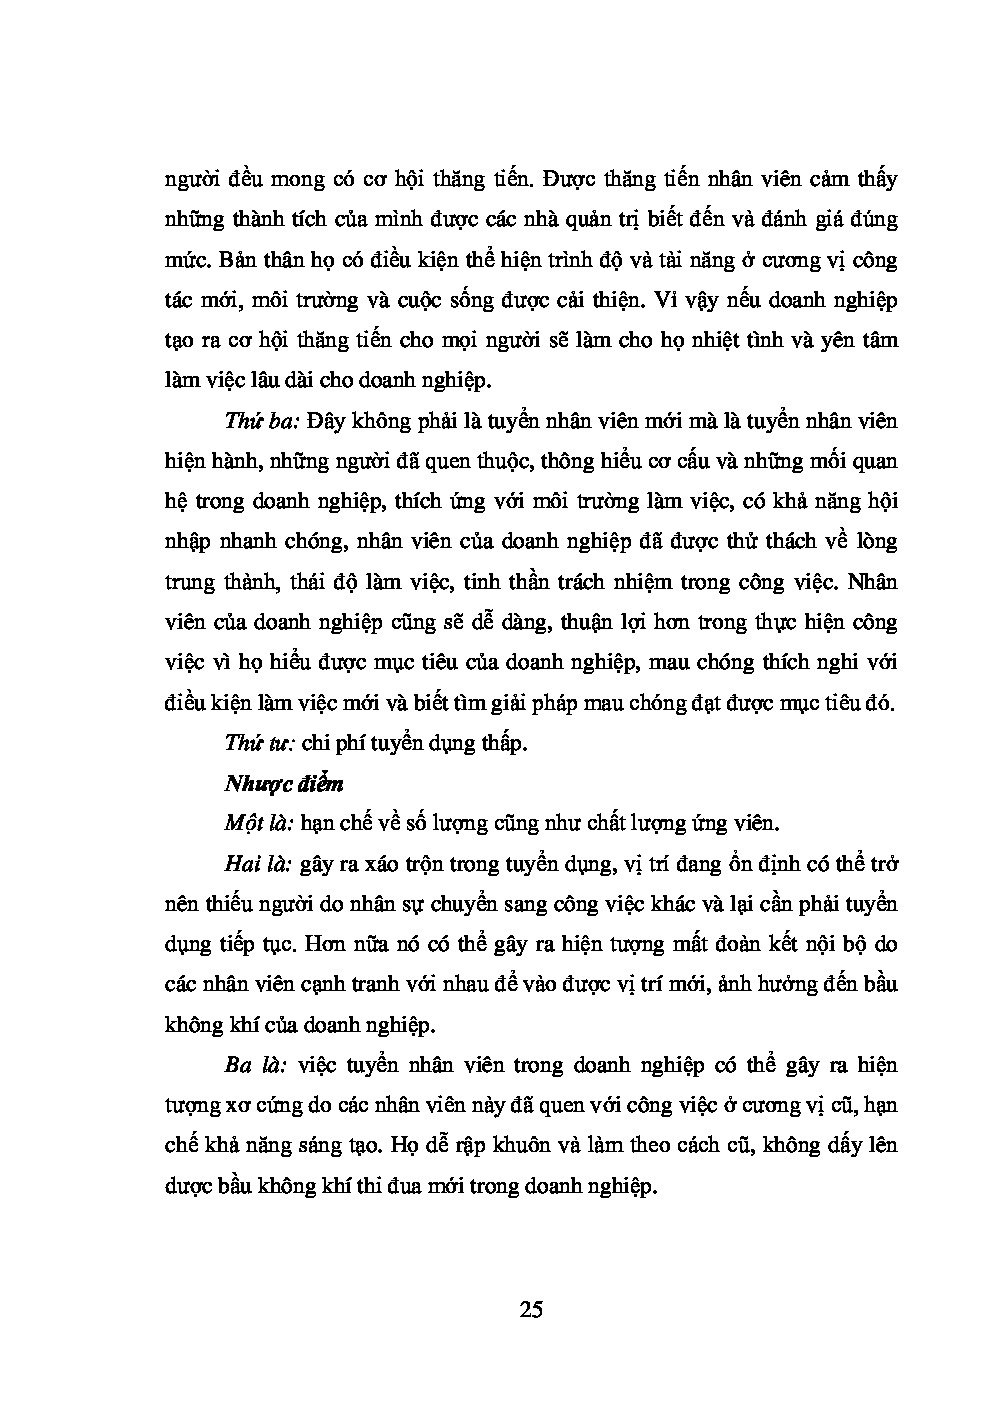 người đều mong có cơ hội thăng tiến. Được thăng tiến nhân viên cảm thấy
những thành tích của mình được các nhà quản trị biết đến và đánh giá đúng
mức. Bản thân họ có điều kiện thể hiện trình độ và tài năng ở cương vị công
tác mới, môi trường và cuộc sống được cải thiện. Vỉ vậy nếu doanh nghiệp
tạo ra cơ hội thăng tiến cho mọi người sẽ làm cho họ nhiệt tình và yên tâm
làm việc lâu dài cho doanh nghiệp.
Thứ ba: Đây không phải là tuyển nhân viên mới mà là tuyển nhân viên
hiện hành, những người đã quen thuộc, thông hiểu cơ cấu và những mối quan
hệ trong doanh nghiệp, thích ứng với môi trường làm việc, có khả năng hội
nhập nhanh chóng, nhân viên của doanh nghiệp đã được thử thách về lòng
trung thành, thái độ làm việc, tinh thần trách nhiệm trong công việc. Nhân
viên của doanh nghiệp cũng sẽ dễ dàng, thuận lợi hơn trong thực hiện công
việc vì họ hiểu được mục tiêu của doanh nghiệp, mau chóng thích nghi với
điều kiện làm việc mới và biết tìm giải pháp mau chóng đạt được mục tiêu đó.
Thứ tư: chi phí tuyển dụng thấp.
Nhược điểm
Một là: hạn chế về số lượng cũng như chất lượng ứng viên.
Hai là: gây ra xáo trộn trong tuyển dụng, vị trí đang ổn định có thể trở
nên thiếu người do nhân sự chuyển sang công việc khác và lại cần phải tuyển
dụng tiếp tục. Hơn nữa nó có thể gây ra hiện tượng mất đoàn kết nội bộ do
các nhân viên cạnh tranh với nhau để vào được vị trí mới, ảnh hưởng đến bầu
không khí của doanh nghiệp.
Ba là: việc tuyển nhân viên trong doanh nghiệp có thể gây ra hiện
tượng xơ cứng do các nhân viên này đã quen với công việc ở cương vị cũ, hạn
chế khả năng sáng tạo. Họ dễ rập khuôn và làm theo cách cũ, không dấy lên
dược bầu không khí thi đua mới trong doanh nghiệp.
25